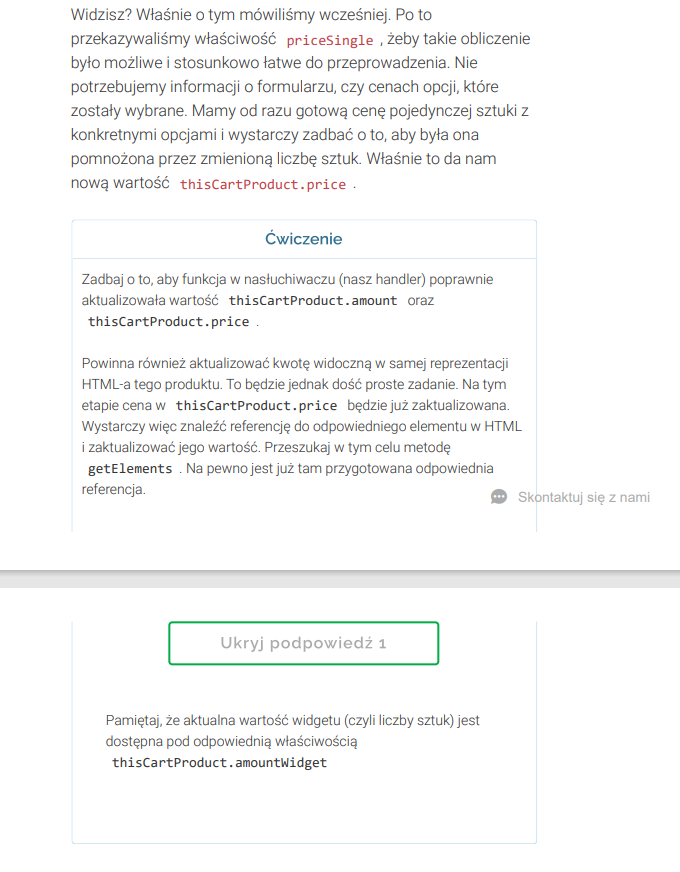 Widzisz? Właśnie o tym mówiliśmy wcześniej. Po to
przekazywaliśmy właściwość priceSingle , żeby takie obliczenie
było możliwe i stosunkowo łatwe do przeprowadzenia. Nie
potrzebujemy informacji o formularzu, czy cenach opcji, które
zostały wybrane. Mamy od razu gotową cenę pojedynczej sztuki z
konkretnymi opcjami i wystarczy zadbać o to, aby była ona
pomnożona przez zmienioną liczbę sztuk. Właśnie to da nam
nową wartość thisCartProduct.price .
Ćwiczenie
Zadbaj o to, aby funkcja w nasłuchiwaczu (nasz handler) poprawnie
aktualizowała wartość thisCartProduct.amount oraz
thisCartProduct.price .
Powinna również aktualizować kwotę widoczną w samej reprezentacji
HTML-a tego produktu. To będzie jednak dość proste zadanie. Na tym
etapie cena w thisCartProduct.price będzie już zaktualizowana.
Wystarczy więc znaleźć referencję do odpowiedniego elementu w HTML
i zaktualizować jego wartość. Przeszukaj w tym celu metodę
getElements . Na pewno jest już tam przygotowana odpowiednia
referencja.
Skontaktuj się z nami
Ukryj podpowiedź 1
Pamiętaj, że aktualna wartość widgetu (czyli liczby sztuk) jest
dostępna pod odpowiednią właściwością
thisCartProduct.amountWidget